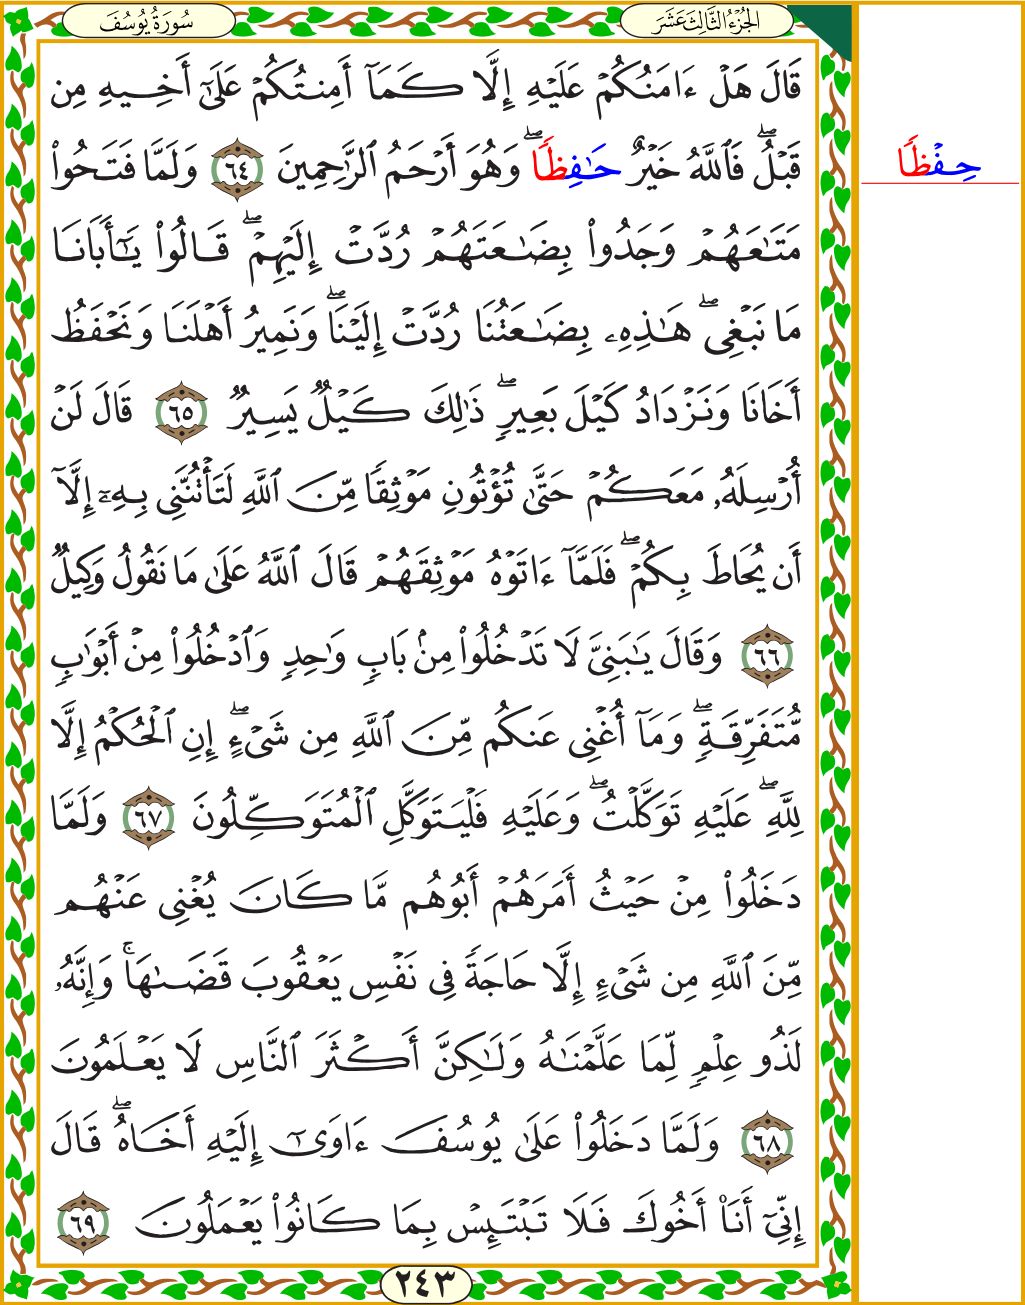 الجُزْءُ الثَّالِثَ عَشَرَ
سُورَةُ يُوسُفَ
قَالَ هَلْ ءَامَنُكُمْ عَلَيْهِ إِلَّا كَمَآ أَمِنتُكُمْ عَلَىٰٓ أَخِيهِ مِن
قَبْلُ ۖ فَٱللَّهُ خَيْرٌ حَٰفِظًا ۖ وَهُوَ أَرْحَمُ ٱلرَّٰحِمِينَ ٦٤ وَلَمَّا فَتَحُوا۟
حِفْظًا
مَتَٰعَهُمْ وَجَدُوا۟ بِضَٰعَتَهُمْ رُدَّتْ إِلَيْهِمْ ۖ قَالُوا۟ يَٰٓأَبَانَا
مَا نَبْغِى ۖ هَٰذِهِۦ بِضَٰعَتُنَا رُدَّتْ إِلَيْنَا ۖ وَنَمِيرُ أَهْلَنَا وَنَحْفَظُ
أَخَانَا وَنَزْدَادُ كَيْلَ بَعِيرٍ ۖ ذَٰلِكَ كَيْلٌ يَسِيرٌ ٦٥ قَالَ لَنْ
أُرْسِلَهُۥ مَعَكُمْ حَتَّىٰ تُؤْتُونِ مَوْثِقًا مِّنَ ٱللَّهِ لَتَأْتُنَّنِى بِهِۦٓ إِلَّآ
أَن يُحَاطَ بِكُمْ ۖ فَلَمَّآ ءَاتَوْهُ مَوْثِقَهُمْ قَالَ ٱللَّهُ عَلَىٰ مَا نَقُولُ وَكِيلٌ
٦٦ وَقَالَ يَٰبَنِىَّ لَا تَدْخُلُوا۟ مِنۢ بَابٍ وَٰحِدٍ وَٱدْخُلُوا۟ مِنْ أَبْوَٰبٍ
مُّتَفَرِّقَةٍ ۖ وَمَآ أُغْنِى عَنكُم مِّنَ ٱللَّهِ مِن شَىْءٍ ۖ إِنِ ٱلْحُكْمُ إِلَّا
لِلَّهِ ۖ عَلَيْهِ تَوَكَّلْتُ ۖ وَعَلَيْهِ فَلْيَتَوَكَّلِ ٱلْمُتَوَكِّلُونَ ٦٧ وَلَمَّا
دَخَلُوا۟ مِنْ حَيْثُ أَمَرَهُمْ أَبُوهُم مَّا كَانَ يُغْنِى عَنْهُم
مِّنَ ٱللَّهِ مِن شَىْءٍ إِلَّا حَاجَةً فِى نَفْسِ يَعْقُوبَ قَضَىٰهَا ۚ وَإِنَّهُۥ
لَذُو عِلْمٍ لِّمَا عَلَّمْنَٰهُ وَلَٰكِنَّ أَكْثَرَ ٱلنَّاسِ لَا يَعْلَمُونَ
٦٨ وَلَمَّا دَخَلُوا۟ عَلَىٰ يُوسُفَ ءَاوَىٰٓ إِلَيْهِ أَخَاهُ ۖ قَالَ
إِنِّىٓ أَنَا۠ أَخُوكَ فَلَا تَبْتَئِسْ بِمَا كَانُوا۟ يَعْمَلُونَ ٦٩
٢٤٣